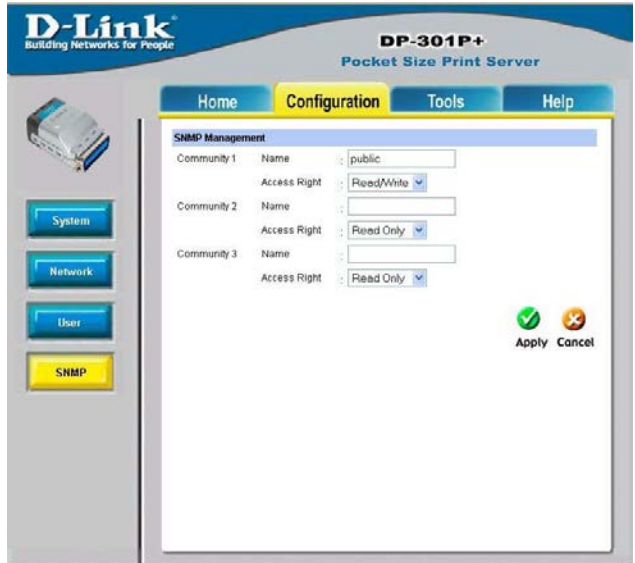 D-Link
Building Networks for People
DP-301P+
Pocket Size Print Server
Home Configuration Tools Help
SNMP Management
Community 1 Name : public
Access Right : Read/Write
Community 2 Name :
Access Right : Read Only
Community 3 Name :
Access Right : Read Only
System
Network
User
SNMP
Apply Cancel